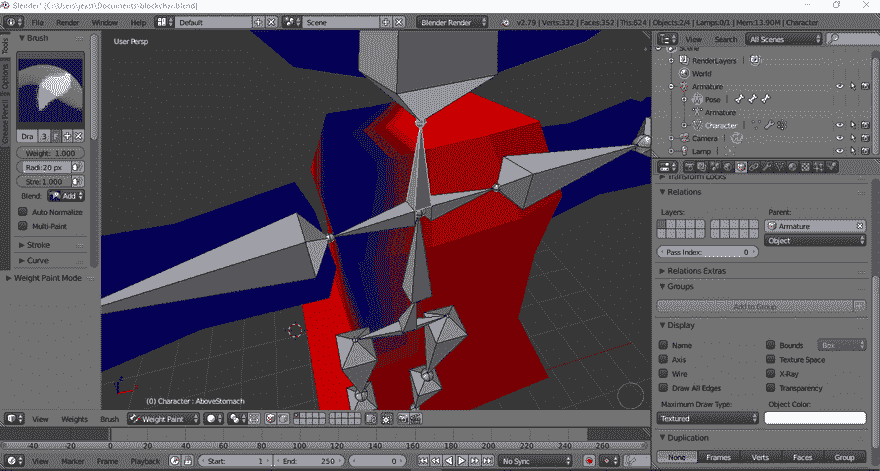 Blender* [C:\Users\jeast\Documents\blockchar.blend]
File Render Window Help Default Scene Blender Render v2.79 | Verts:332 | Faces:352 | Tris:624 | Objects:2/4 | Lamps:0/1 | Mem:13.90M | Character
Brush
Tools
Options
Grease Pencil
Dra 3 F
Weight: 1.000
Radi:20 px
Stre:1.000
Blend: Add
Auto Normalize
Multi-Paint
Stroke
Curve
Weight Paint Mode
User Persp
(0) Character : AboveStomach
View Weights Brush Weight Paint
-40 -20 0 20 40 60 80 100 120 140 160 180 200 220 240 260
View Marker Frame Playback Start: 1 End: 250 0 No Sync
View Search All Scenes
Scene
RenderLayers
World
Armature
Pose
Armature
Character
Camera
Lamp
Transform Locks
Relations
Layers: Parent:
Armature
Object
Pass Index: 0
Relations Extras
Groups
Add to Group
Display
Name Bounds Box
Axis Texture Space
Wire X-Ray
Draw All Edges Transparency
Maximum Draw Type: Object Color:
Textured
Duplication
None Frames Verts Faces Group